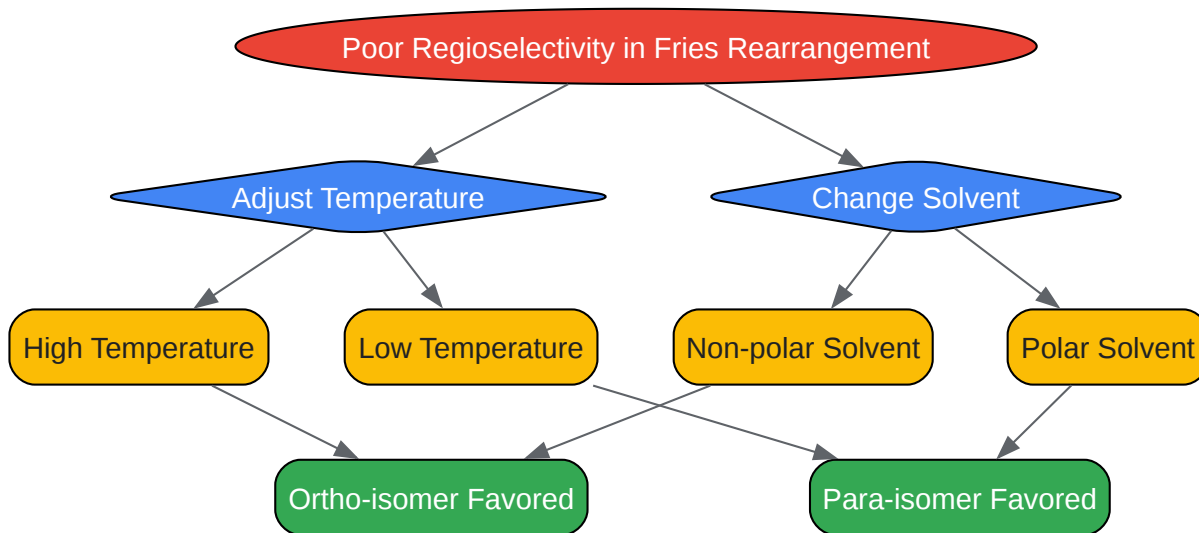 Poor Regioselectivity in Fries Rearrangement
Adjust Temperature
Change Solvent
High Temperature
Low Temperature
Non-polar Solvent
Polar Solvent
Ortho-isomer Favored
Para-isomer Favored